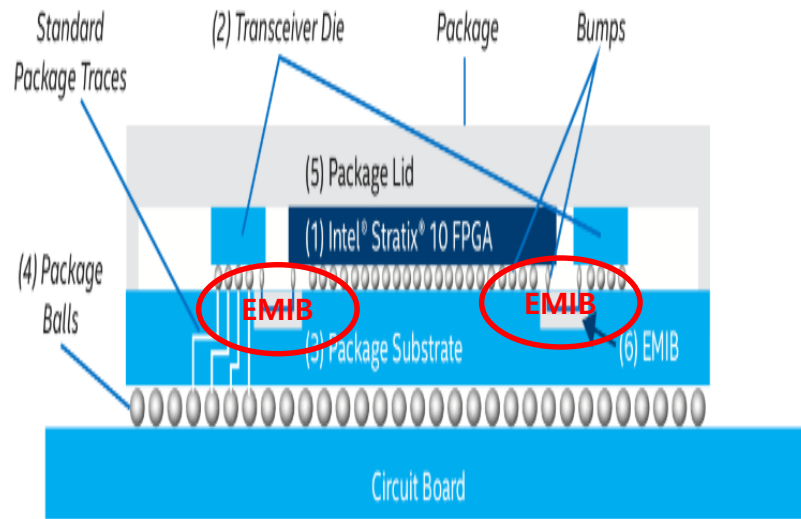 Standard
Package Traces
(2) Transceiver Die
Package
Bumps
(5) Package Lid
(1) Intel® Stratix® 10 FPGA
(4) Package
Balls
EMIB
EMIB
(3) Package Substrate
(6) EMIB
Circuit Board